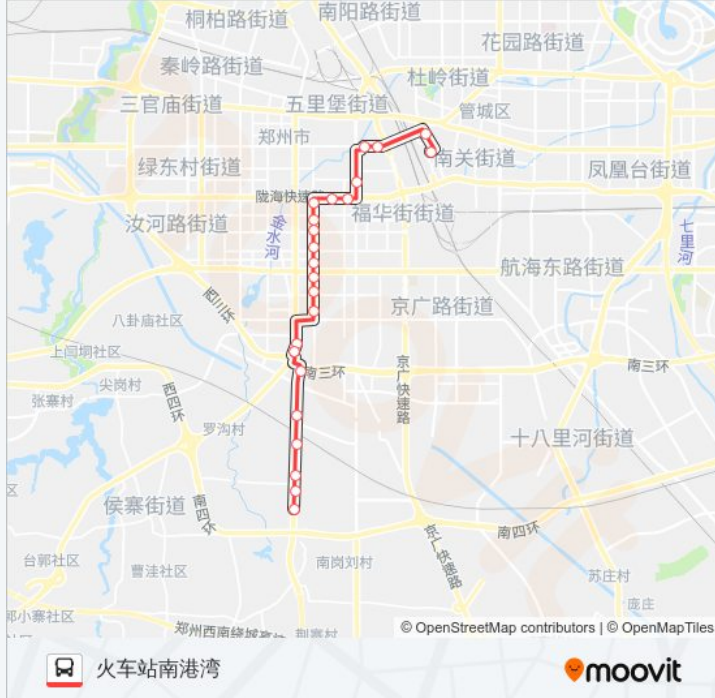 桐柏路街道
南阳路街道
花园路街道
秦岭路街道
杜岭街道
三官庙街道
五里堡街道
管城区
郑州市
绿东村街道
南关街道
凤凰台街道
陇海快速路
福华街街道
汝河路街道
金水河
七里河
航海东路街道
西三环
京广路街道
八卦庙社区
上闫垌社区
南三环
京广快速路
南三环
尖岗村
西四环
张寨村
罗沟村
十八里河街道
区
侯寨街道
南四环
南四环
京广快速路
台郭社区
曹洼社区
南岗刘村
苏庄村
庞庄
郭小寨社区
郑州西南绕城高速
荆寨村
社区
© OpenStreetMap contributors | © OpenMapTiles
火车站南港湾
moovit